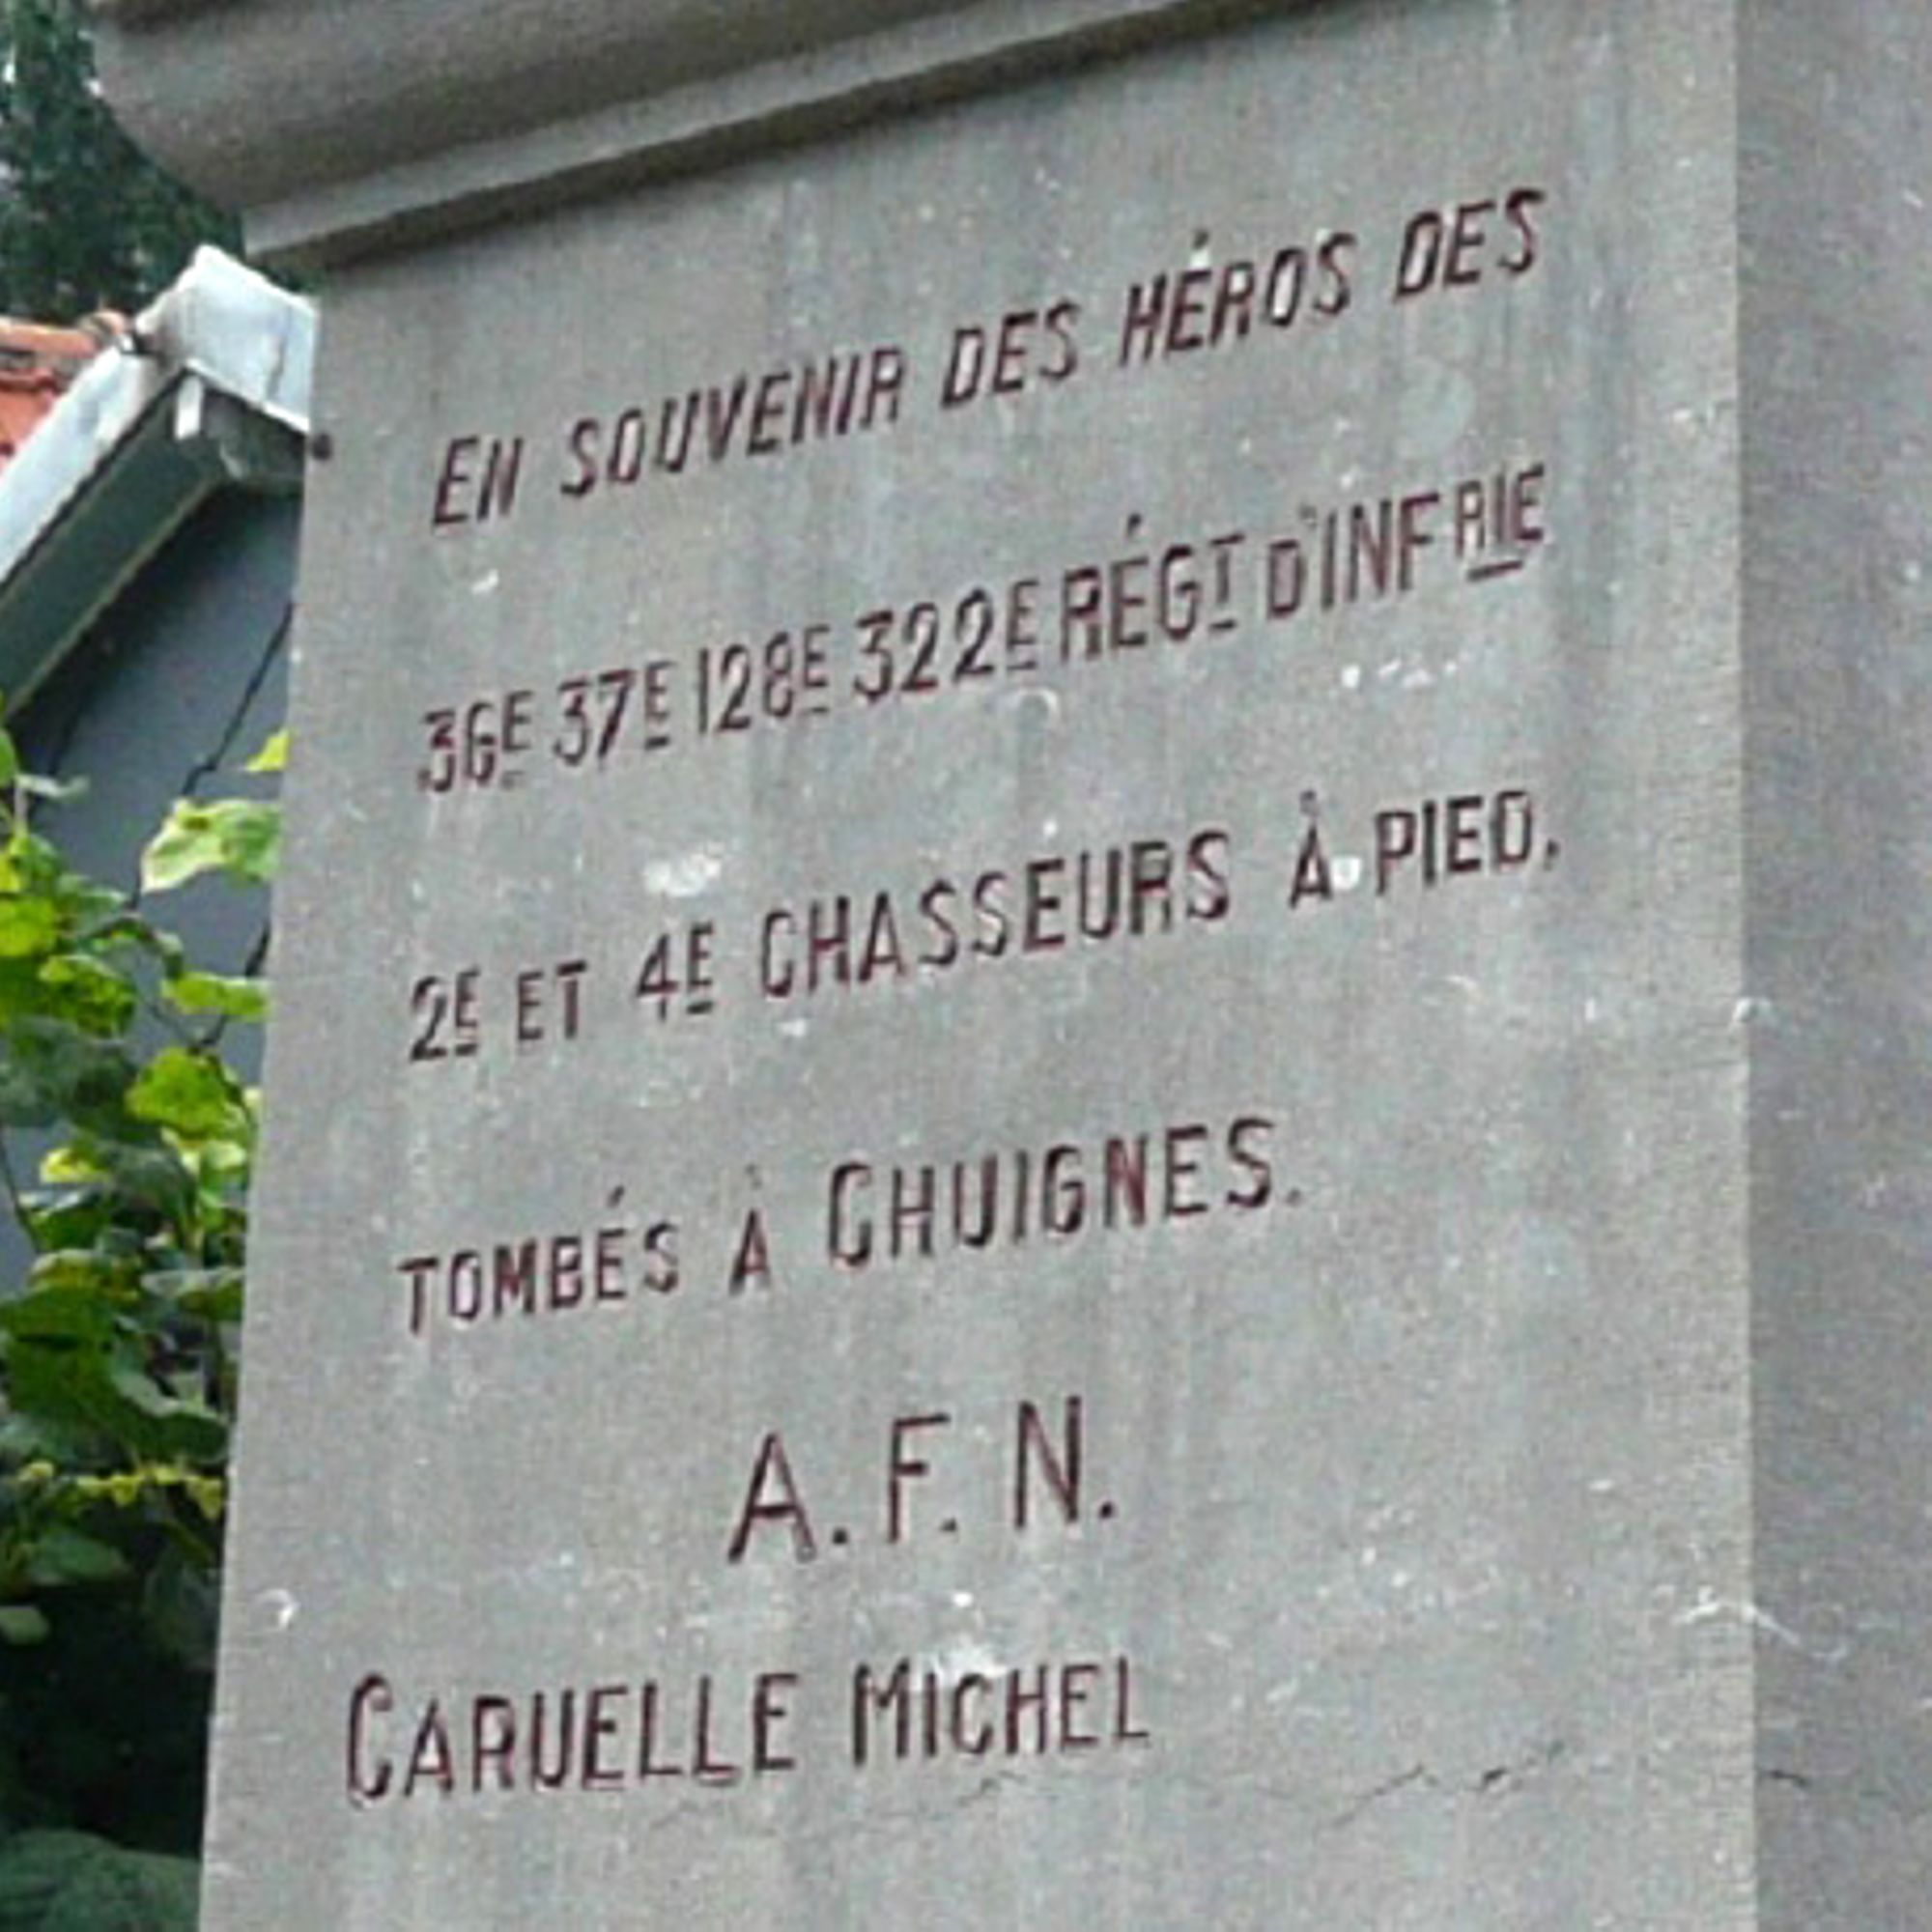 EN SOUVENIR DES HÉROS DES
36E 37E 128E 322E RÉGT D'INFRIE
2E ET 4E CHASSEURS À PIED.
TOMBÉS À CHUIGNES.
A. F. N.
CARUELLE MICHEL